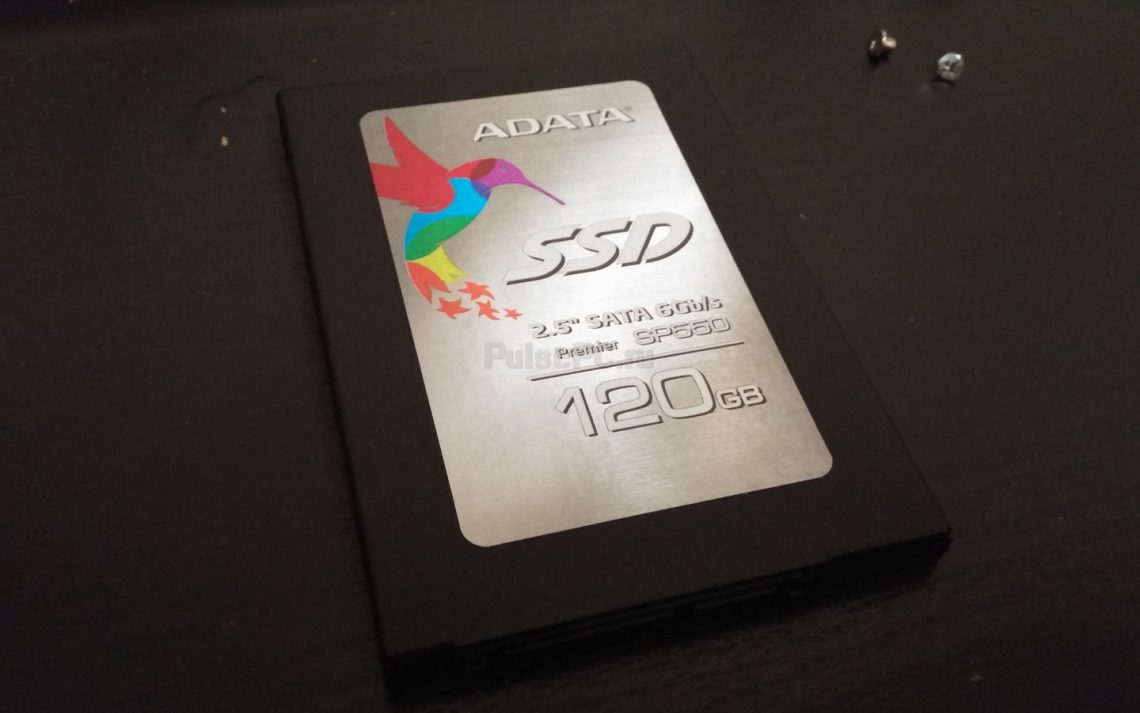 ADATA®
SSD
2.5" SATA 6Gb/s
Premier SP550
PulsePC.ru
120GB